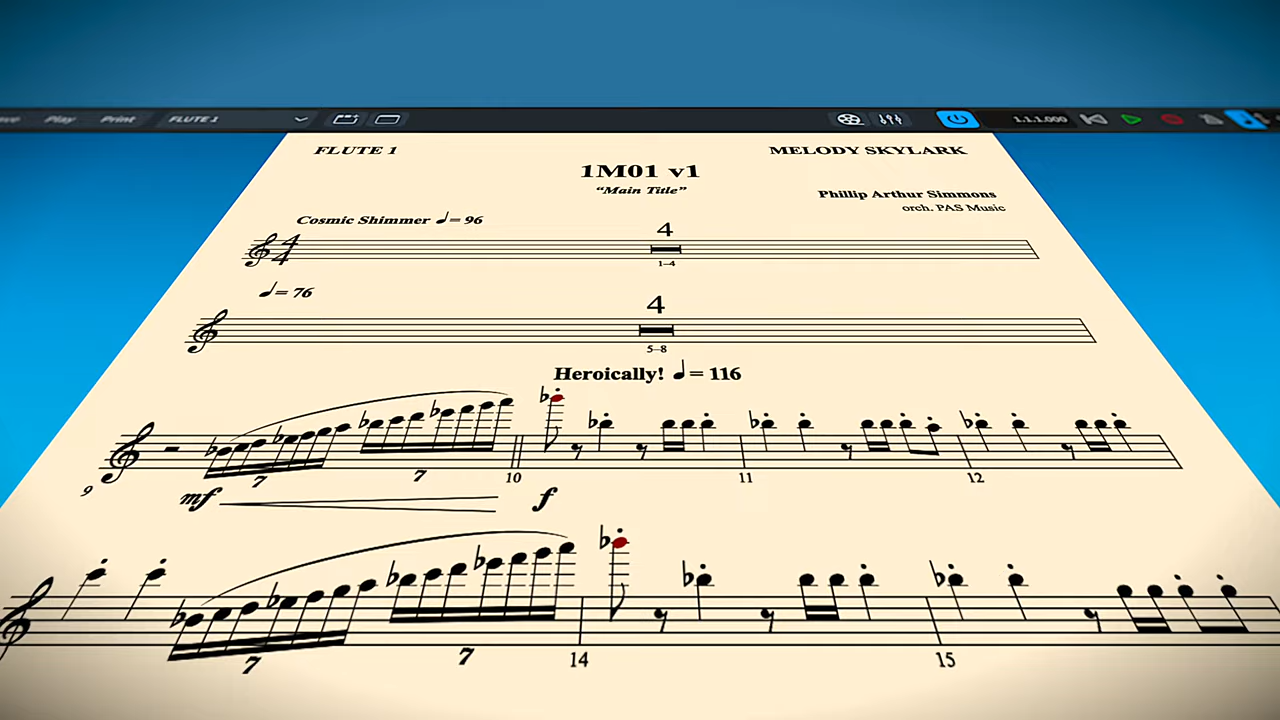 Play Print FLUTE 1 1.1.1.000
FLUTE 1 MELODY SKYLARK
1M01 v1
“Main Title”
Phillip Arthur Simmons
orch. PAS Music
Cosmic Shimmer ♩= 96
4
4
4
1–4
♩= 76
4
5–8
Heroically! ♩= 116
9 7 7 10 11 12
mf f
7 7 14 15